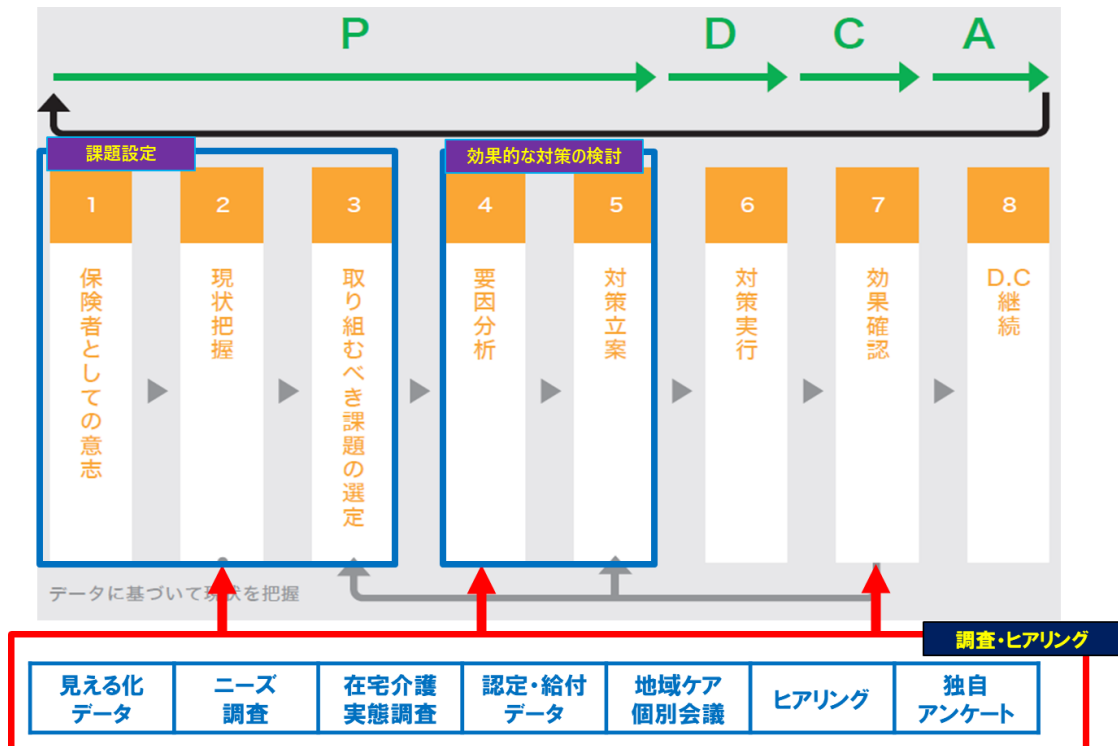 P
D
C
A
課題設定
効果的な対策の検討
1
2
3
4
5
6
7
8
保険者としての意志
現状把握
取り組むべき課題の選定
要因分析
対策立案
対策実行
効果確認
D.C
継続
データに基づいて現状を把握
調査・ヒアリング
見える化
データ
ニーズ
調査
在宅介護
実態調査
認定・給付
データ
地域ケア
個別会議
ヒアリング
独自
アンケート